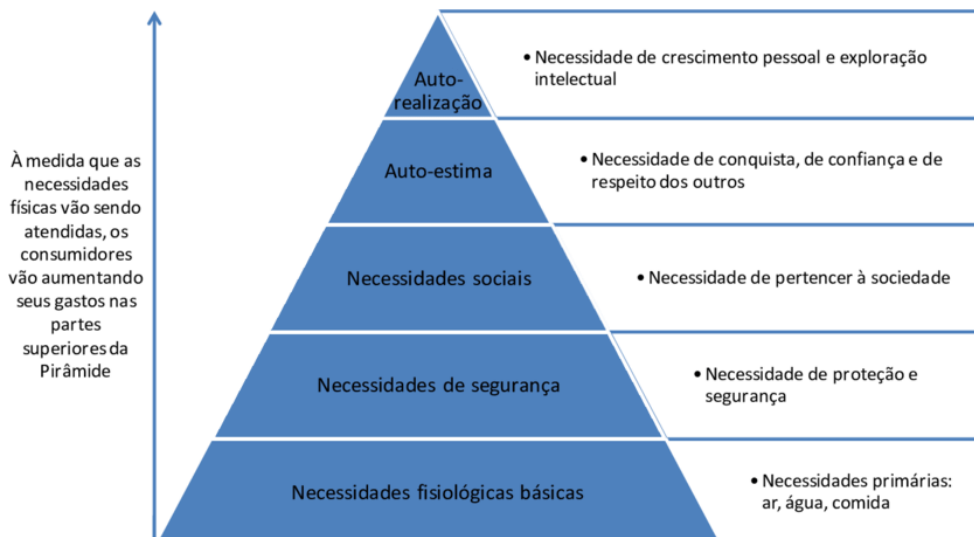 Auto-
realização
• Necessidade de crescimento pessoal e exploração
intelectual
Auto-estima
• Necessidade de conquista, de confiança e de
respeito dos outros
À medida que as
necessidades
físicas vão sendo
atendidas, os
consumidores
vão aumentando
seus gastos nas
partes
superiores da
Pirâmide
Necessidades sociais
• Necessidade de pertencer à sociedade
Necessidades de segurança
• Necessidade de proteção e
segurança
Necessidades fisiológicas básicas
• Necessidades primárias:
ar, água, comida